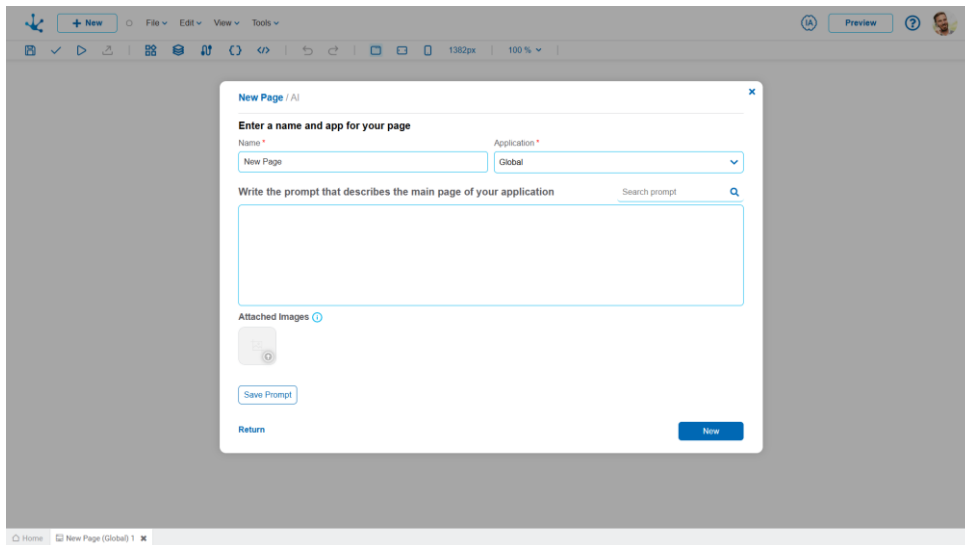 + New File Edit View Tools IA Preview ?
1382px 100 %
New Page / AI
Enter a name and app for your page
Name * Application *
New Page Global
Write the prompt that describes the main page of your application Search prompt
Attached Images i
Save Prompt
Return New
Home New Page (Global) 1